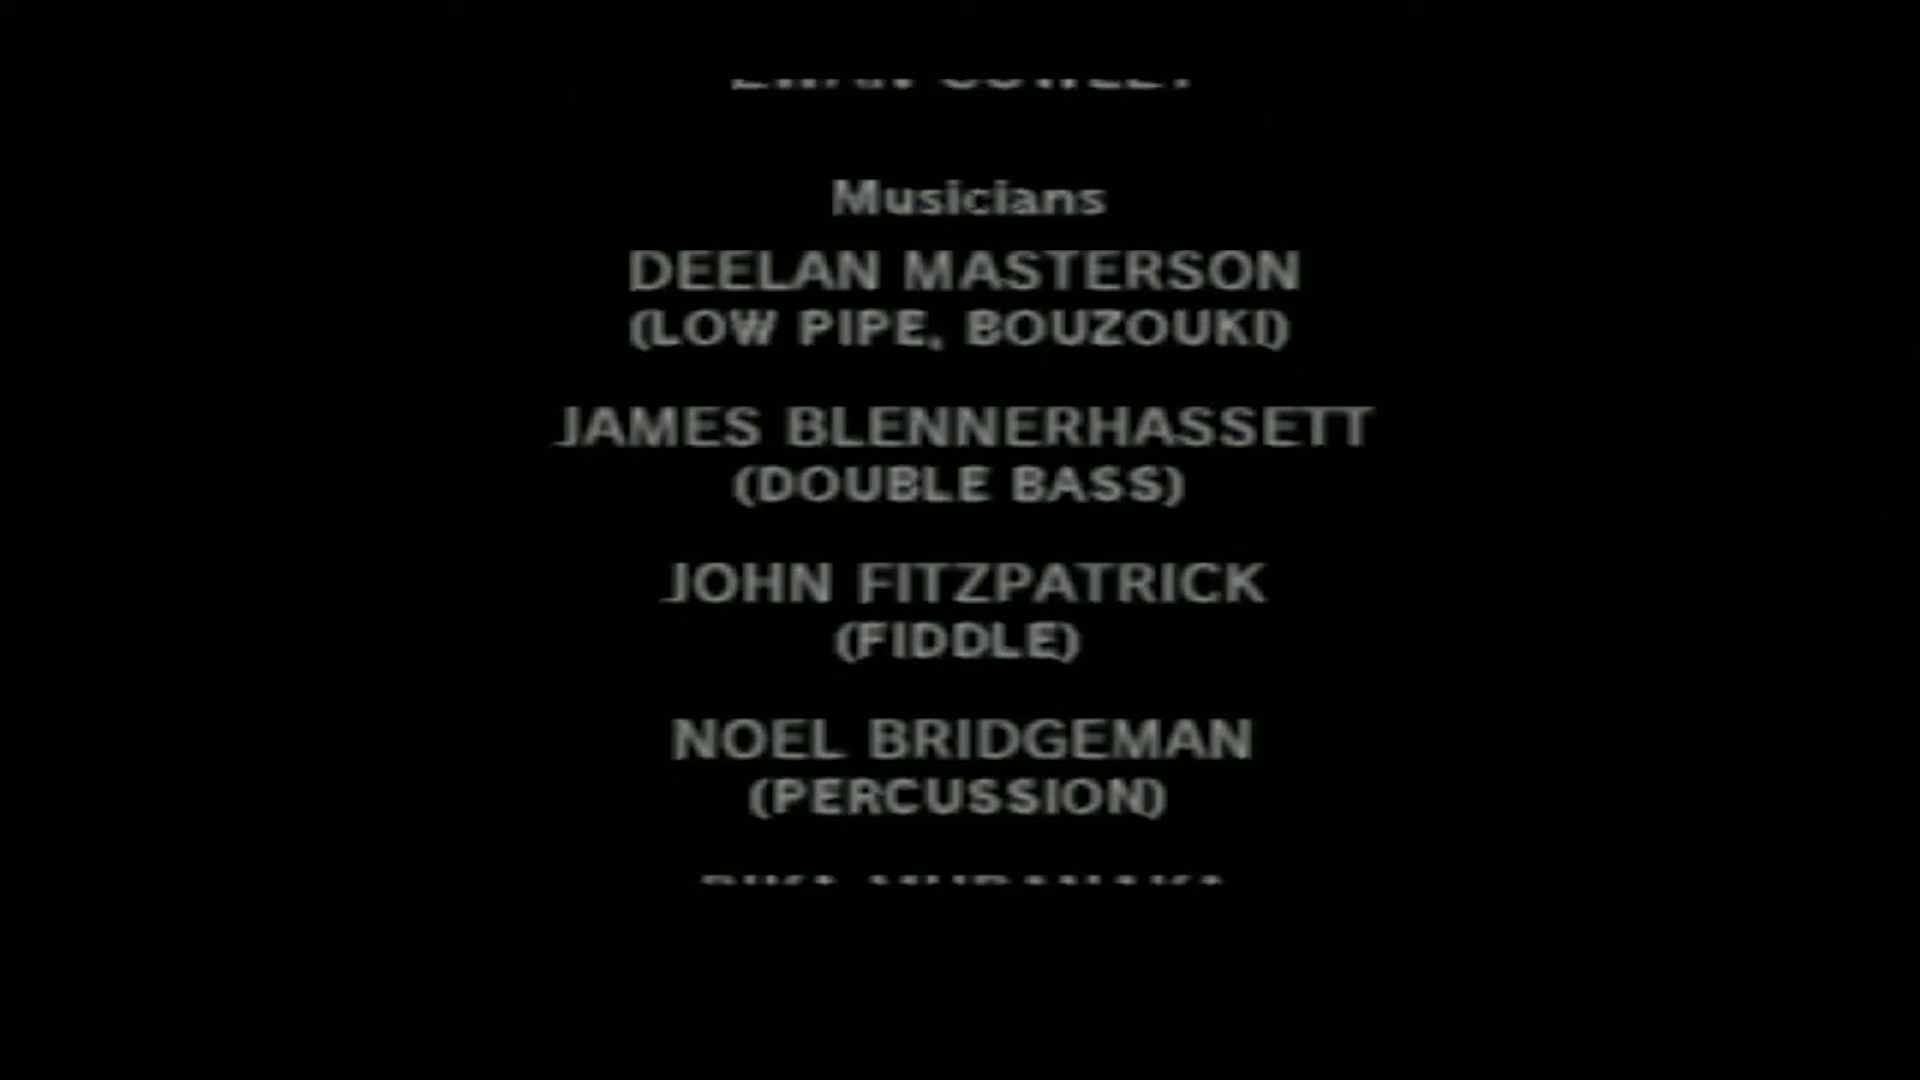 Musicians
DEELAN MASTERSON
(LOW PIPE, BOUZOUKI)
JAMES BLENNERHASSETT
(DOUBLE BASS)
JOHN FITZPATRICK
(FIDDLE)
NOEL BRIDGEMAN
(PERCUSSION)